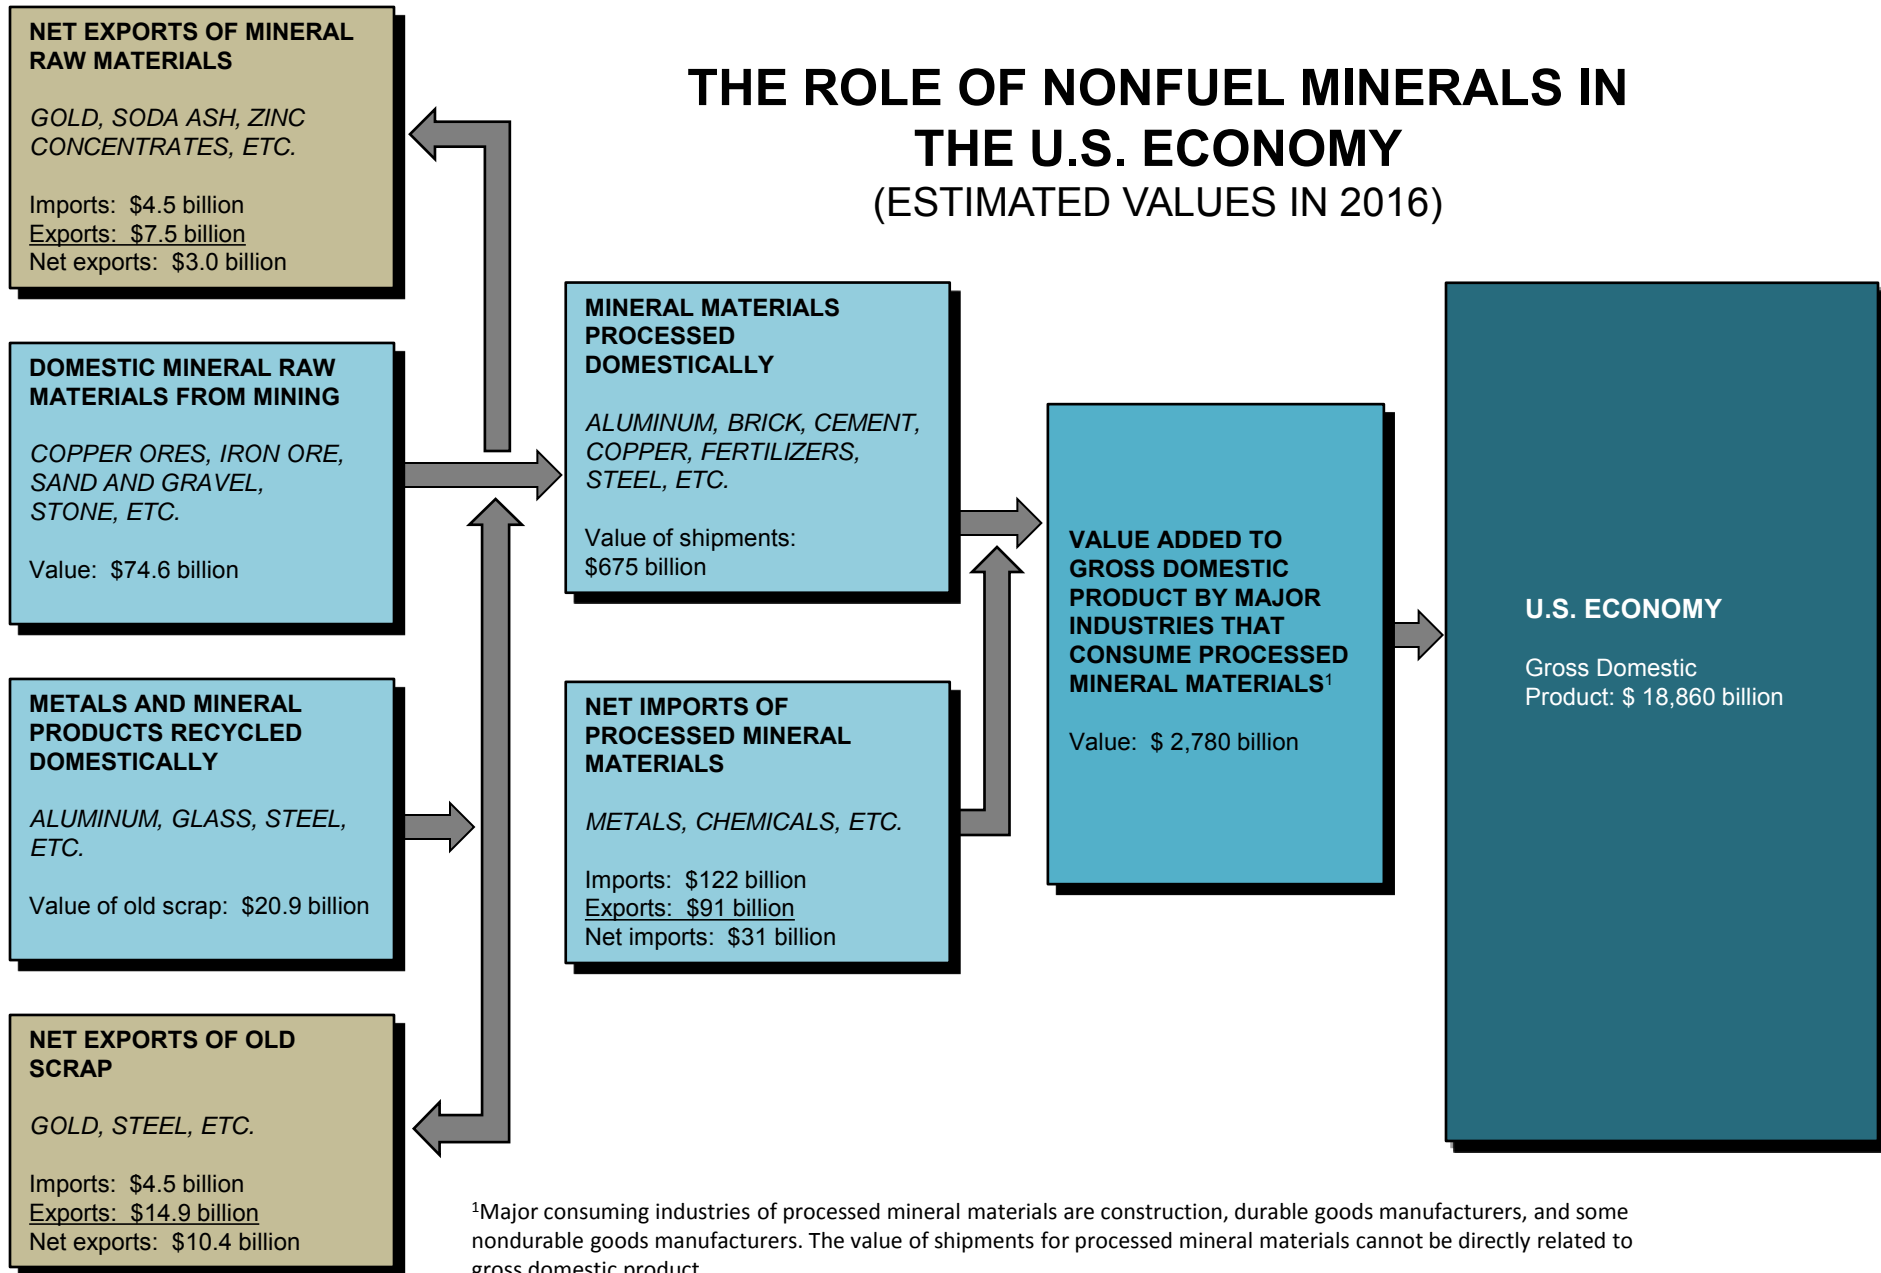 THE ROLE OF NONFUEL MINERALS IN
THE U.S. ECONOMY
(ESTIMATED VALUES IN 2016)
NET EXPORTS OF MINERAL
RAW MATERIALS
GOLD, SODA ASH, ZINC
CONCENTRATES, ETC.
Imports: $4.5 billion
Exports: $7.5 billion
Net exports: $3.0 billion
DOMESTIC MINERAL RAW
MATERIALS FROM MINING
COPPER ORES, IRON ORE,
SAND AND GRAVEL,
STONE, ETC.
Value: $74.6 billion
METALS AND MINERAL
PRODUCTS RECYCLED
DOMESTICALLY
ALUMINUM, GLASS, STEEL,
ETC.
Value of old scrap: $20.9 billion
NET EXPORTS OF OLD
SCRAP
GOLD, STEEL, ETC.
Imports: $4.5 billion
Exports: $14.9 billion
Net exports: $10.4 billion
MINERAL MATERIALS
PROCESSED
DOMESTICALLY
ALUMINUM, BRICK, CEMENT,
COPPER, FERTILIZERS,
STEEL, ETC.
Value of shipments:
$675 billion
NET IMPORTS OF
PROCESSED MINERAL
MATERIALS
METALS, CHEMICALS, ETC.
Imports: $122 billion
Exports: $91 billion
Net imports: $31 billion
VALUE ADDED TO
GROSS DOMESTIC
PRODUCT BY MAJOR
INDUSTRIES THAT
CONSUME PROCESSED
MINERAL MATERIALS¹
Value: $ 2,780 billion
U.S. ECONOMY
Gross Domestic
Product: $ 18,860 billion
¹Major consuming industries of processed mineral materials are construction, durable goods manufacturers, and some
nondurable goods manufacturers. The value of shipments for processed mineral materials cannot be directly related to
gross domestic product